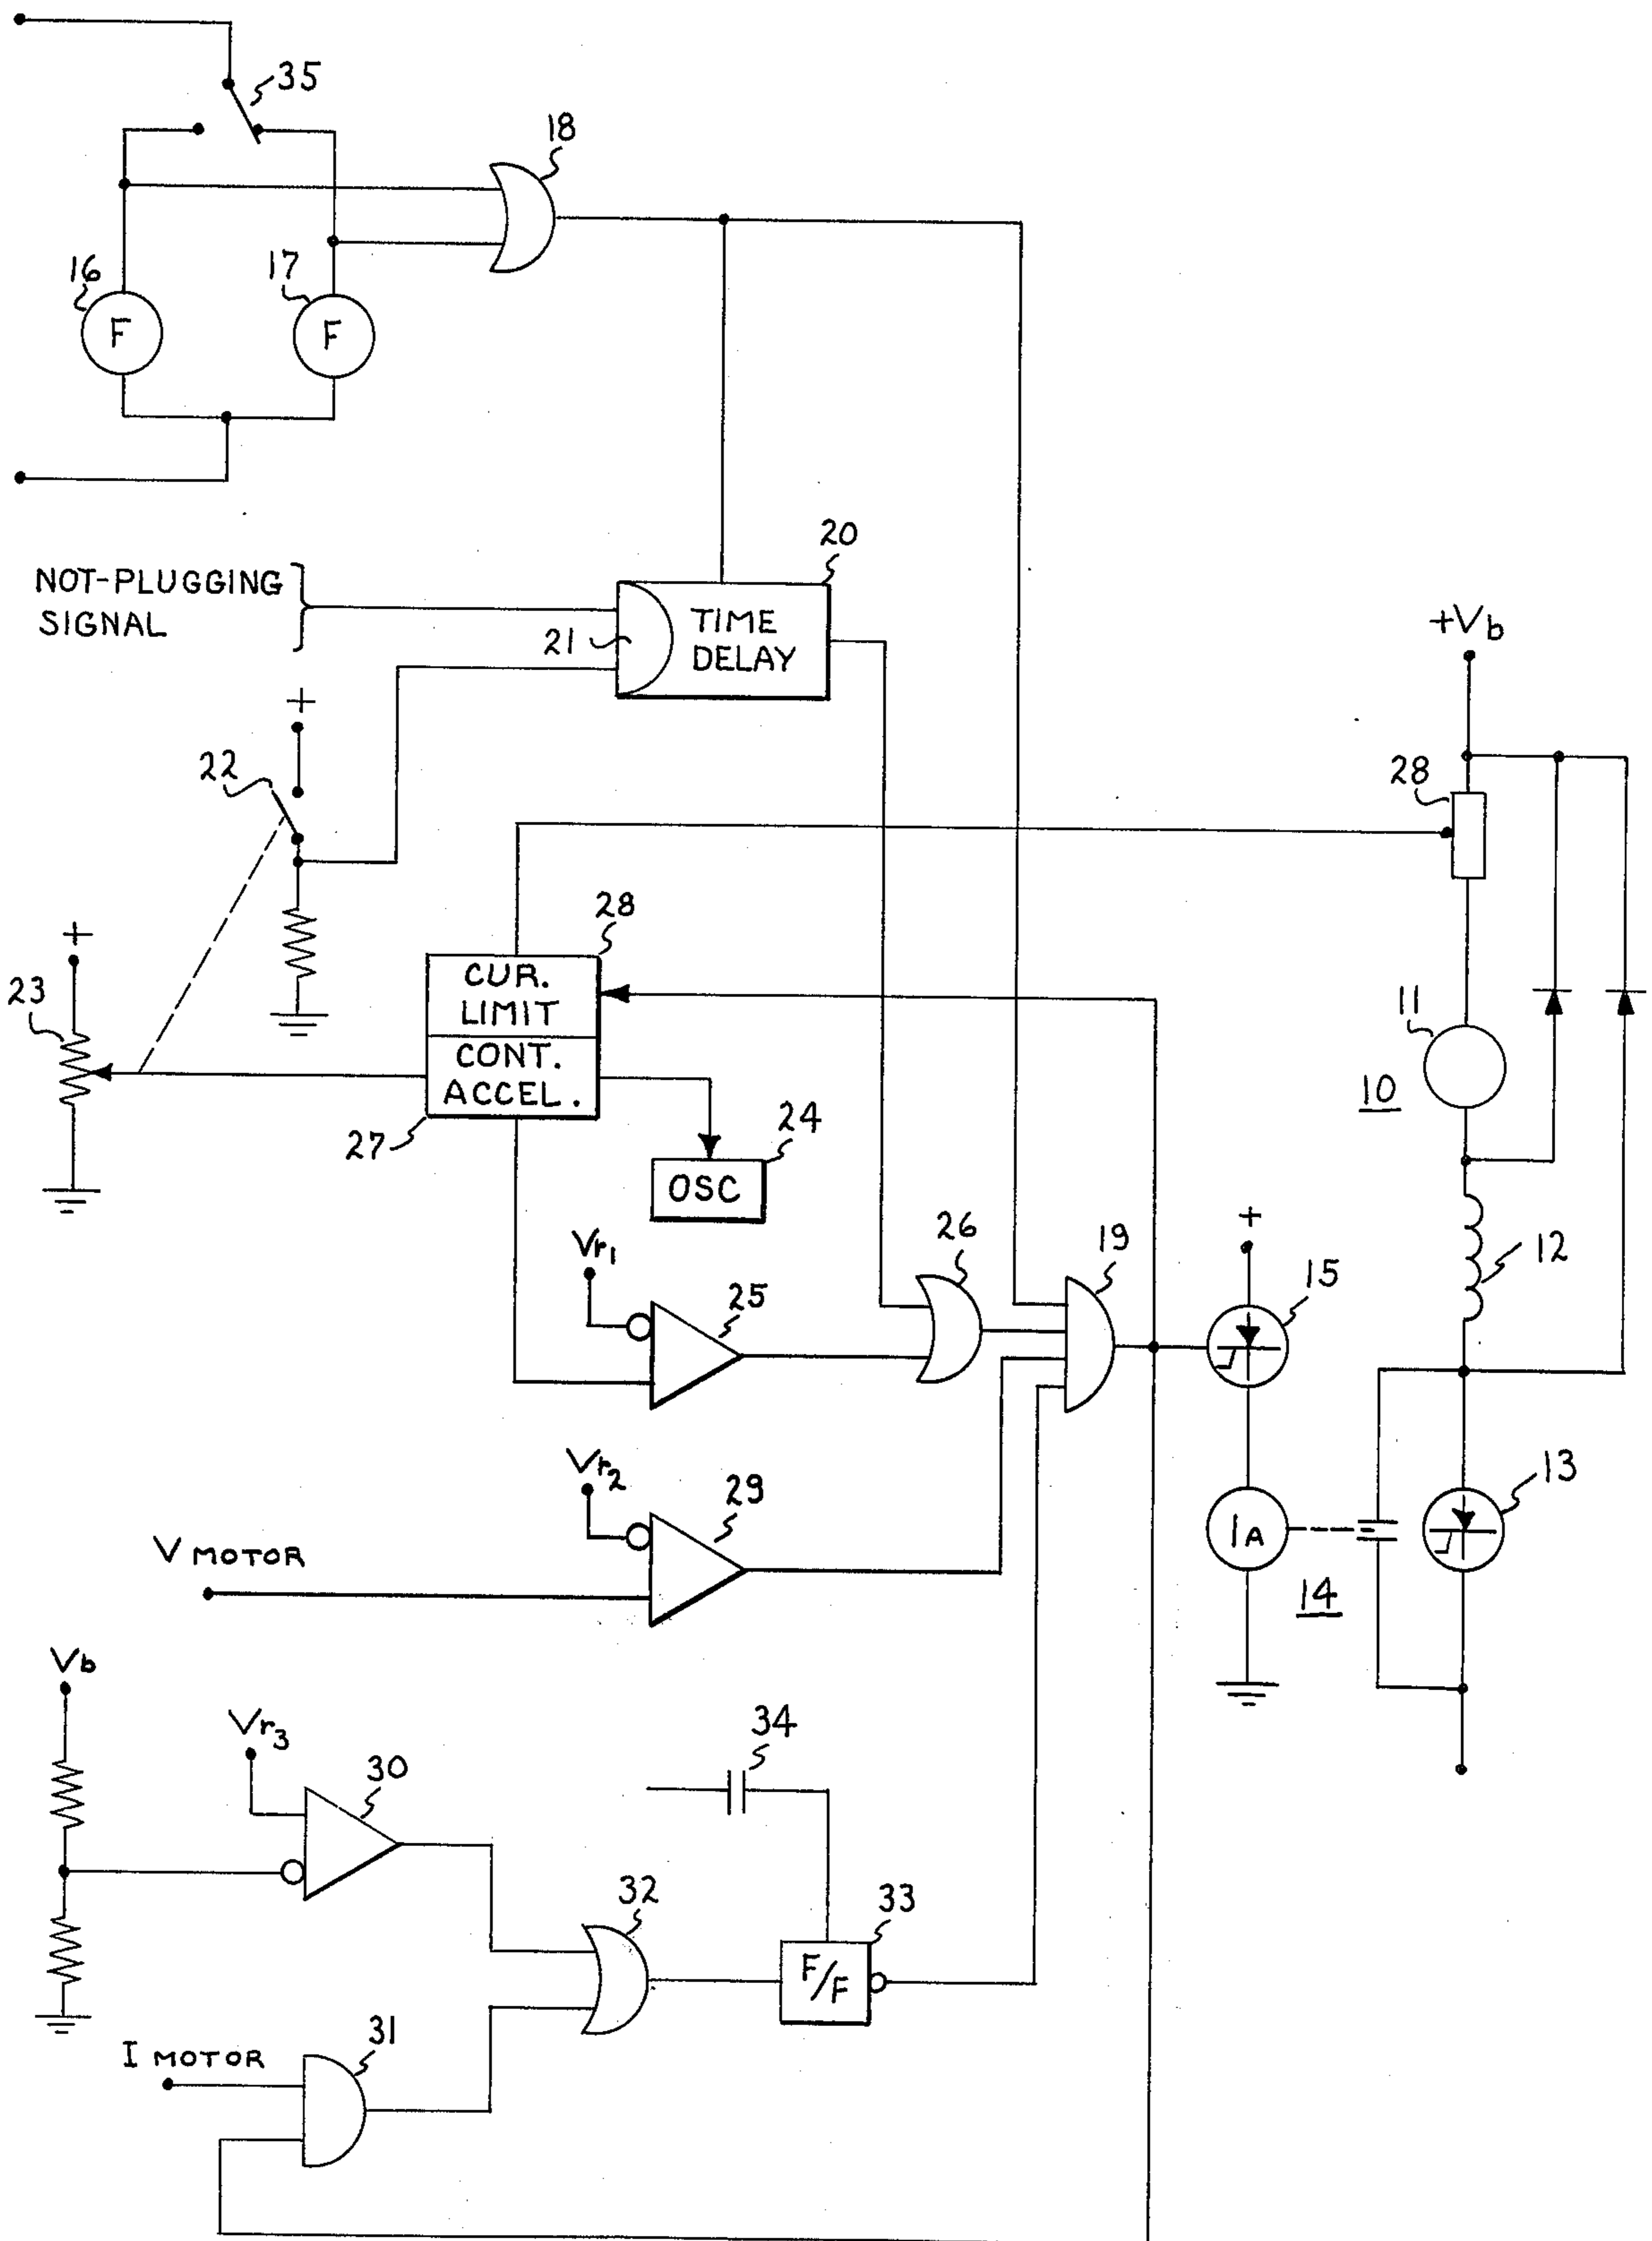 35
18
16
17
F
F
20
NOT-PLUGGING
SIGNAL
21
TIME
DELAY
+Vb
+
22
28
28
+
23
CUR.
LIMIT
CONT.
ACCEL.
11
10
27
24
OSC
Vr1
25
26
19
+
15
12
Vr2
29
13
V MOTOR
1A
14
Vb
Vr3
30
34
32
33
F/F
I MOTOR
31